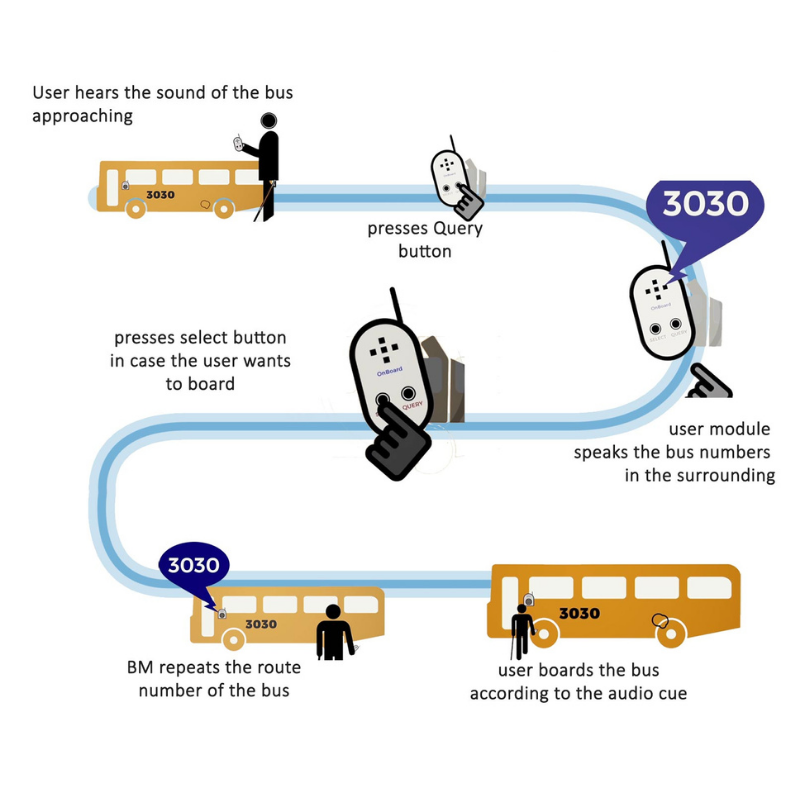 User hears the sound of the bus
approaching
3030
presses Query
button
3030
OnBoard
SELECT
presses select button
in case the user wants
to board
OnBoard
QUERY
user module
speaks the bus numbers
in the surrounding
3030
3030
BM repeats the route
number of the bus
3030
user boards the bus
according to the audio cue